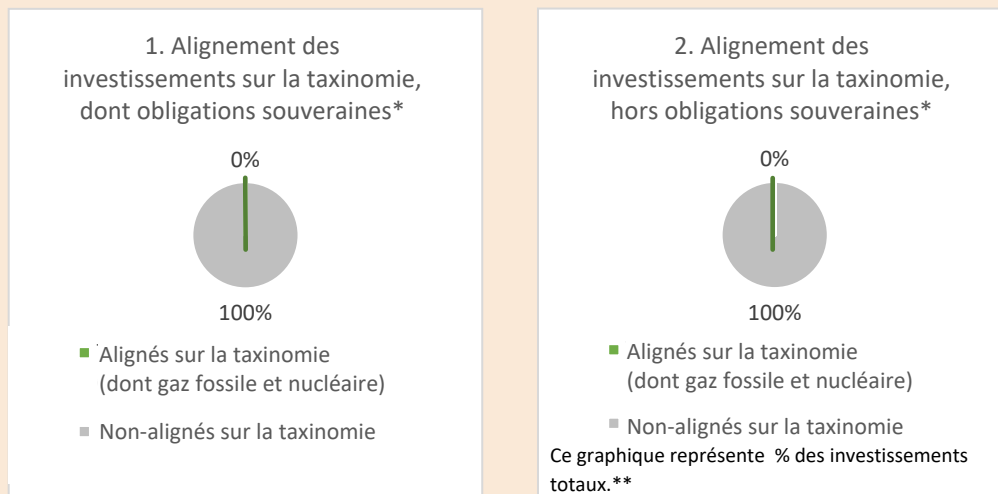 1. Alignement des
investissements sur la taxinomie,
dont obligations souveraines*
0%
100%
Alignés sur la taxinomie
(dont gaz fossile et nucléaire)
Non-alignés sur la taxinomie
2. Alignement des
investissements sur la taxinomie,
hors obligations souveraines*
0%
100%
Alignés sur la taxinomie
(dont gaz fossile et nucléaire)
Non-alignés sur la taxinomie
Ce graphique représente % des investissements
totaux.**